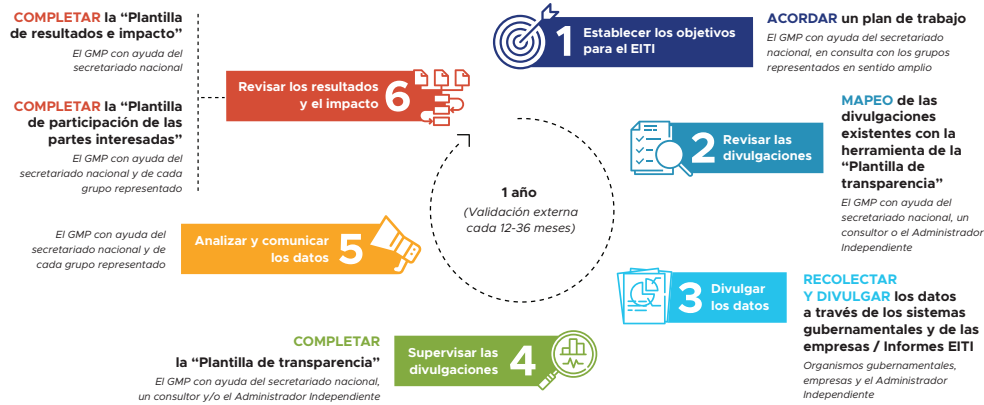 1
Establecer los objetivos
para el EITI
ACORDAR un plan de trabajo
El GMP con ayuda del secretariado
nacional, en consulta con los grupos
representados en sentido amplio
2
Revisar las
divulgaciones
MAPEO de las
divulgaciones
existentes con la
herramienta de la
“Plantilla de
transparencia”
El GMP con ayuda del
secretariado nacional, un
consultor o el Administrador
Independiente
3
Divulgar
los datos
RECOLECTAR
Y DIVULGAR los datos
a través de los sistemas
gubernamentales y de las
empresas / Informes EITI
Organismos gubernamentales,
empresas y el Administrador
Independiente
Supervisar las
divulgaciones
4
COMPLETAR
la “Plantilla de transparencia”
El GMP con ayuda del secretariado nacional,
un consultor y/o el Administrador Independiente
Analizar y comunicar
los datos
5
El GMP con ayuda del
secretariado nacional y de
cada grupo representado
Revisar los resultados
y el impacto
6
COMPLETAR la “Plantilla
de resultados e impacto”
El GMP con ayuda del
secretariado nacional
COMPLETAR la “Plantilla
de participación de las
partes interesadas”
El GMP con ayuda del
secretariado nacional y de cada
grupo representado
1 año
(Validación externa
cada 12-36 meses)